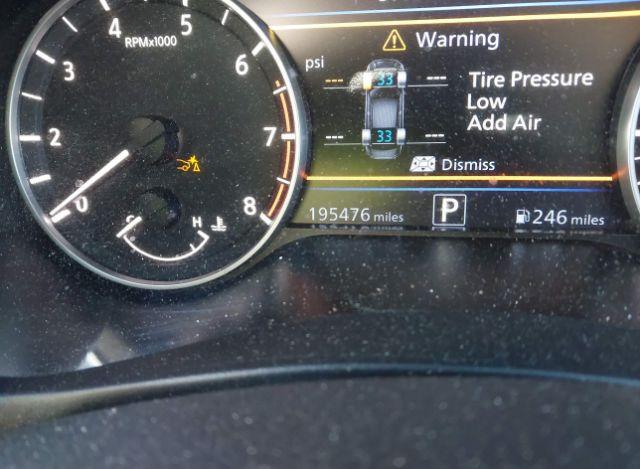 4 5
RPMx1000
3 6
2 7
0 8
C H
Warning
psi
--- 33 ---
Tire Pressure
Low
Add Air
--- 33 ---
Dismiss
195476 miles P 246 miles